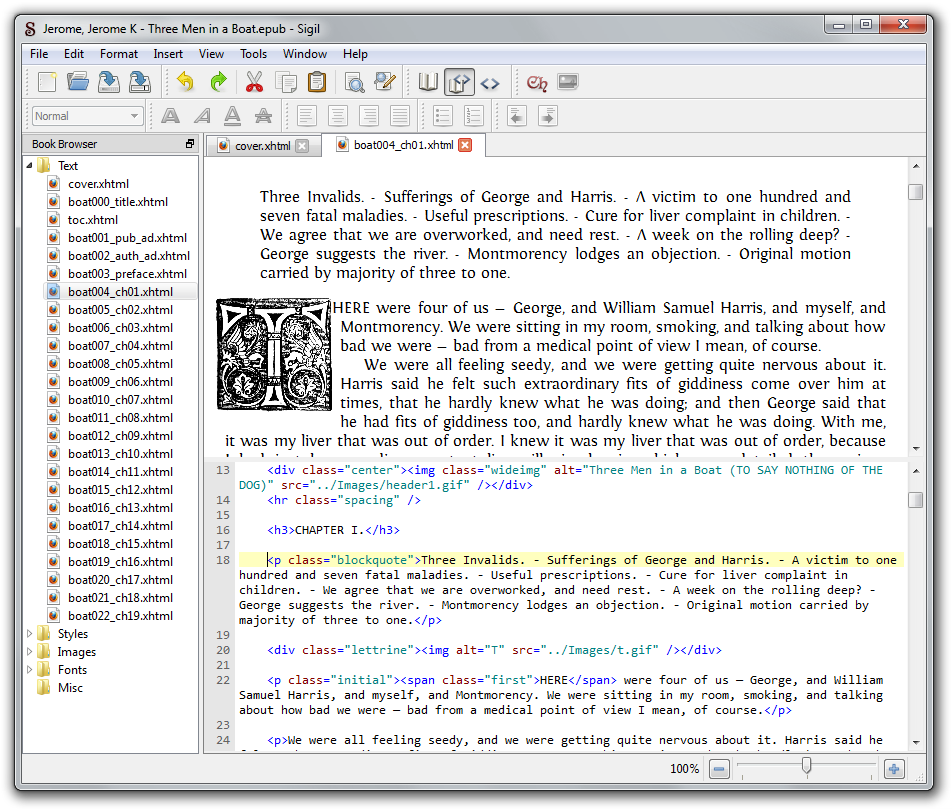 Jerome, Jerome K - Three Men in a Boat.epub - Sigil
File Edit Format Insert View Tools Window Help
Normal
Book Browser
cover.xhtml
boat004_ch01.xhtml
Text
cover.xhtml
boat000_title.xhtml
toc.xhtml
boat001_pub_ad.xhtml
boat002_auth_ad.xhtml
boat003_preface.xhtml
boat004_ch01.xhtml
boat005_ch02.xhtml
boat006_ch03.xhtml
boat007_ch04.xhtml
boat008_ch05.xhtml
boat009_ch06.xhtml
boat010_ch07.xhtml
boat011_ch08.xhtml
boat012_ch09.xhtml
boat013_ch10.xhtml
boat014_ch11.xhtml
boat015_ch12.xhtml
boat016_ch13.xhtml
boat017_ch14.xhtml
boat018_ch15.xhtml
boat019_ch16.xhtml
boat020_ch17.xhtml
boat021_ch18.xhtml
boat022_ch19.xhtml
Styles
Images
Fonts
Misc
Three Invalids. - Sufferings of George and Harris. - A victim to one hundred and
seven fatal maladies. - Useful prescriptions. - Cure for liver complaint in children. -
We agree that we are overworked, and need rest. - A week on the rolling deep? -
George suggests the river. - Montmorency lodges an objection. - Original motion
carried by majority of three to one.
THERE were four of us – George, and William Samuel Harris, and myself, and
Montmorency. We were sitting in my room, smoking, and talking about how
bad we were – bad from a medical point of view I mean, of course.
We were all feeling seedy, and we were getting quite nervous about it.
Harris said he felt such extraordinary fits of giddiness come over him at
times, that he hardly knew what he was doing; and then George said that
he had fits of giddiness too, and hardly knew what he was doing. With me,
it was my liver that was out of order. I knew it was my liver that was out of order, because
13 <div class="center"><img class="wideimg" alt="Three Men in a Boat (TO SAY NOTHING OF THE
DOG)" src="../Images/header1.gif" /></div>
14 <hr class="spacing" />
15
16 <h3>CHAPTER I.</h3>
17
18 <p class="blockquote">Three Invalids. - Sufferings of George and Harris. - A victim to one
hundred and seven fatal maladies. - Useful prescriptions. - Cure for liver complaint in
children. - We agree that we are overworked, and need rest. - A week on the rolling deep? -
George suggests the river. - Montmorency lodges an objection. - Original motion carried by
majority of three to one.</p>
19
20 <div class="lettrine"><img alt="T" src="../Images/t.gif" /></div>
21
22 <p class="initial"><span class="first">HERE</span> were four of us – George, and William
Samuel Harris, and myself, and Montmorency. We were sitting in my room, smoking, and talking
about how bad we were – bad from a medical point of view I mean, of course.</p>
23
24 <p>We were all feeling seedy, and we were getting quite nervous about it. Harris said he
100%